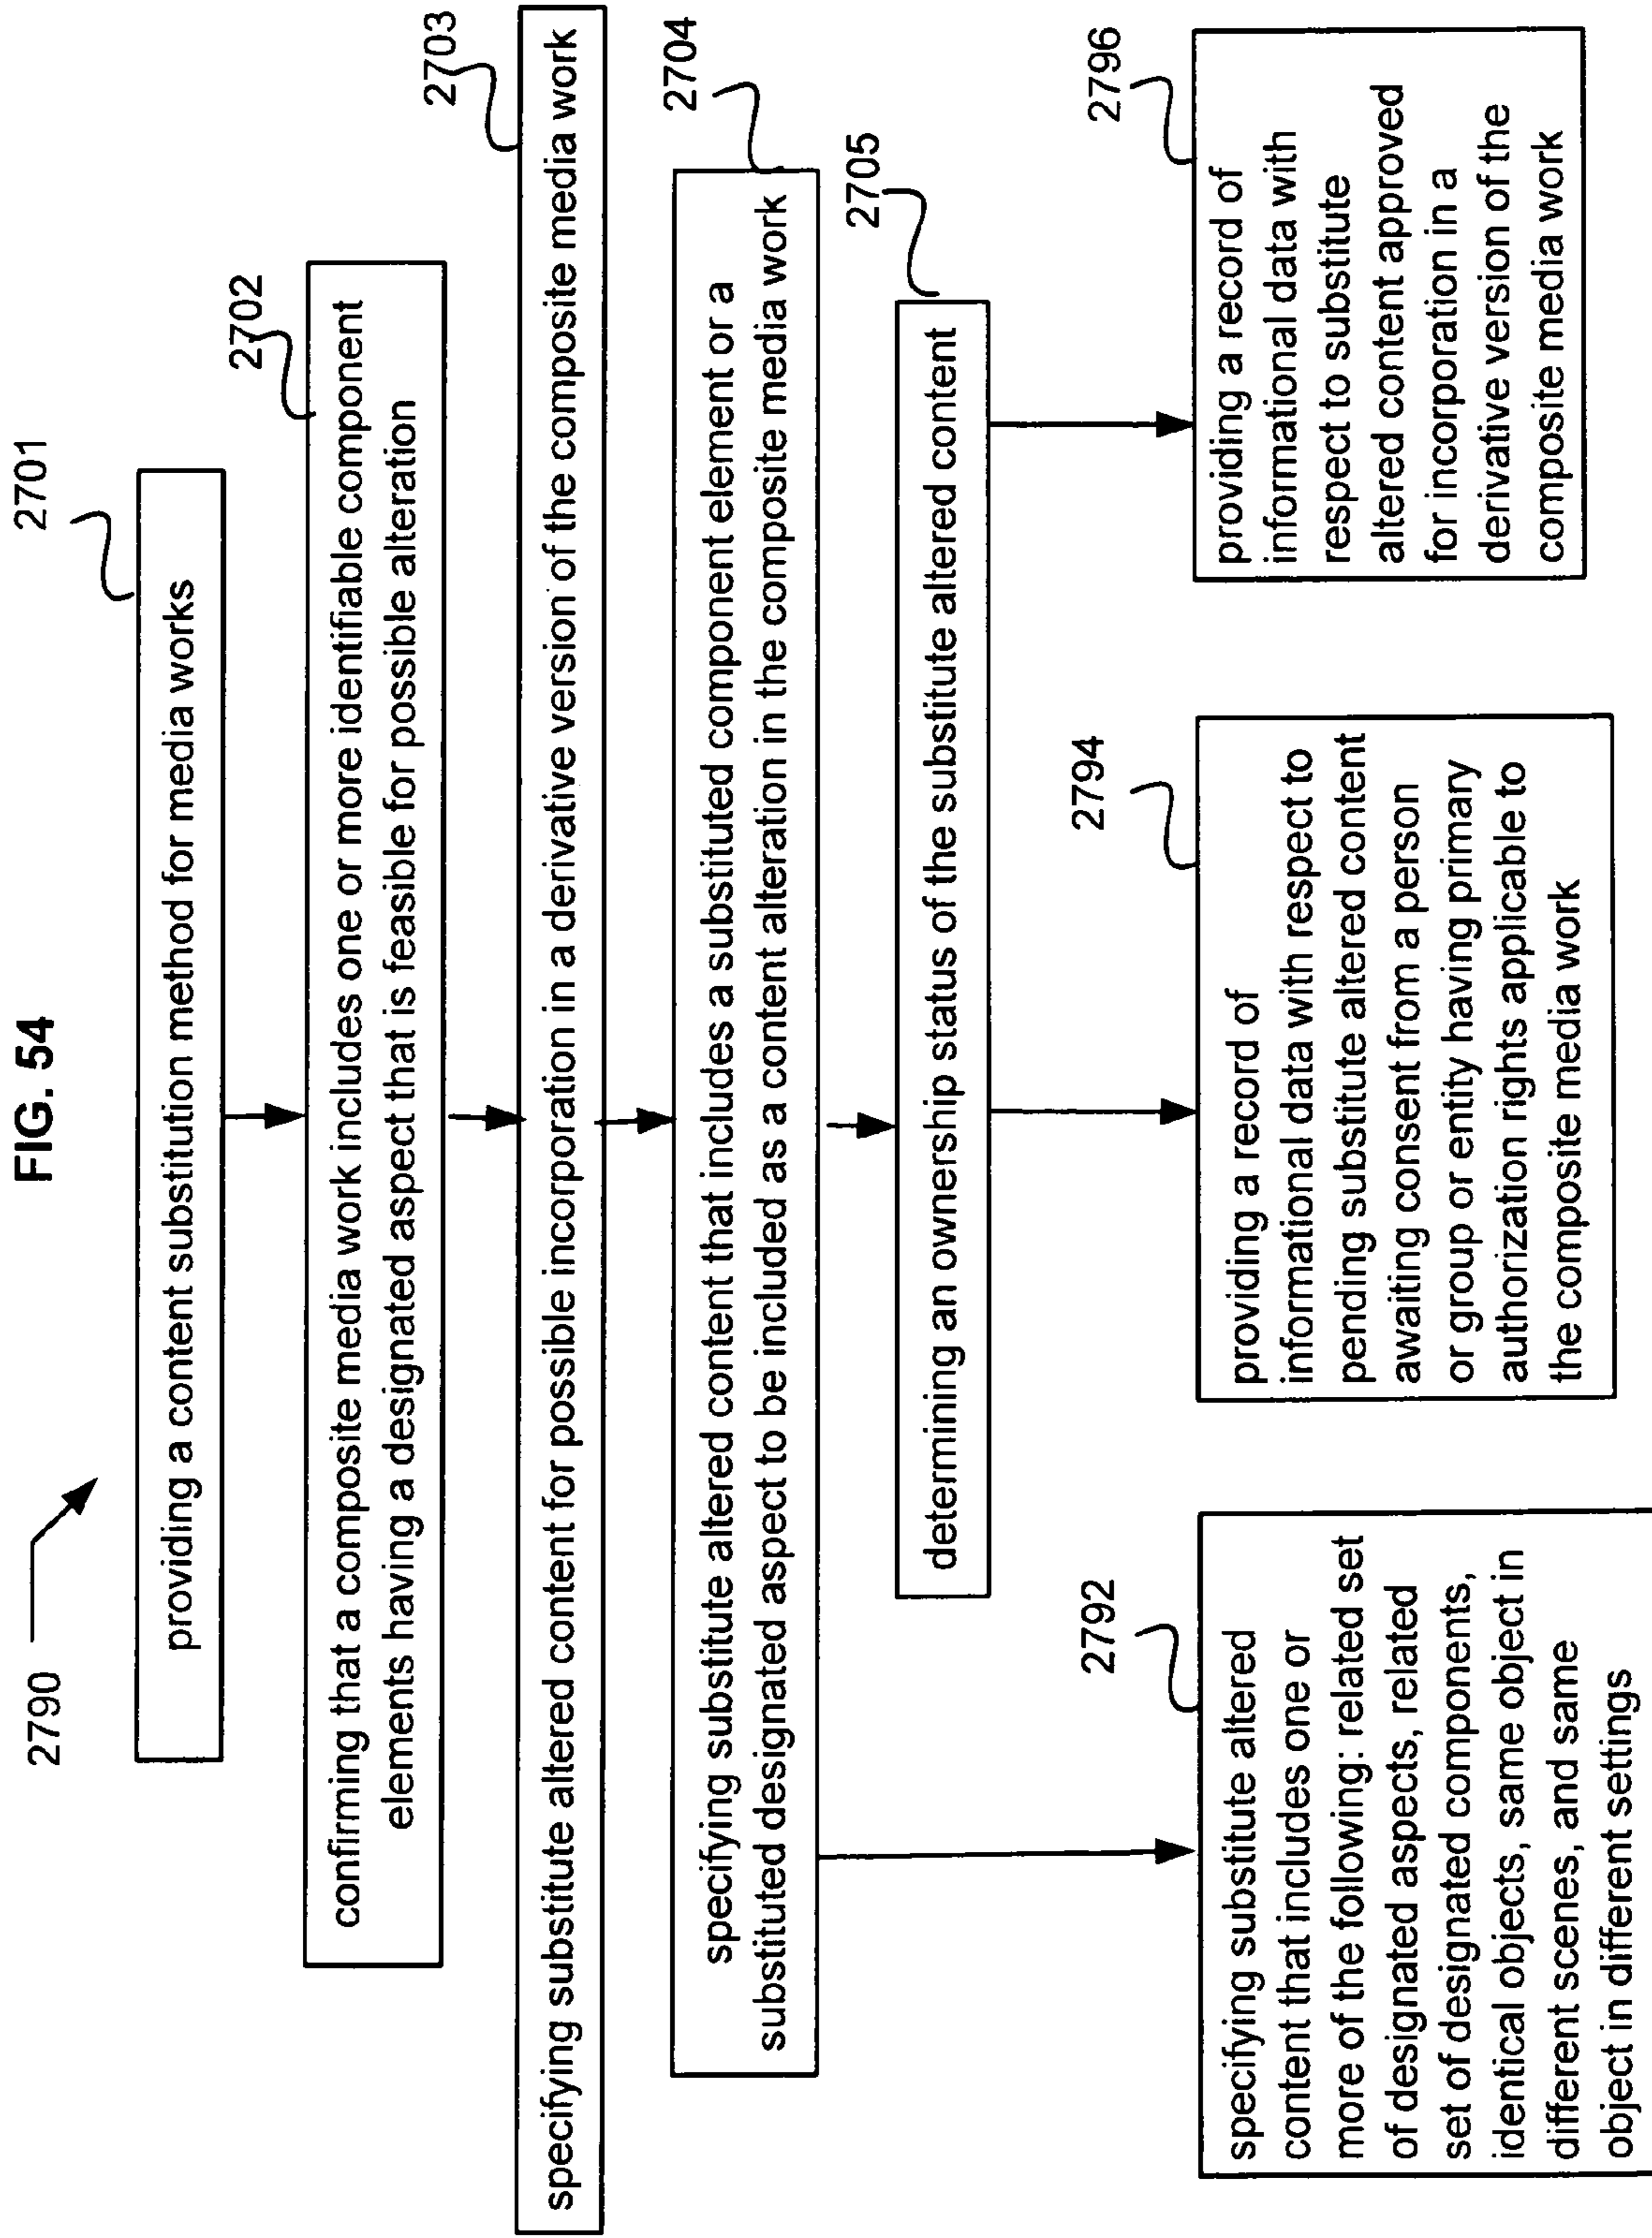 FIG. 54
2790
2701
providing a content substitution method for media works
2702
confirming that a composite media work includes one or more identifiable component
elements having a designated aspect that is feasible for possible alteration
2703
specifying substitute altered content for possible incorporation in a derivative version of the composite media work
2704
specifying substitute altered content that includes a substituted component element or a
substituted designated aspect to be included as a content alteration in the composite media work
2705
determining an ownership status of the substitute altered content
2792
specifying substitute altered
content that includes one or
more of the following: related set
of designated aspects, related
set of designated components,
identical objects, same object in
different scenes, and same
object in different settings
2794
providing a record of
informational data with respect to
pending substitute altered content
awaiting consent from a person
or group or entity having primary
authorization rights applicable to
the composite media work
2796
providing a record of
informational data with
respect to substitute
altered content approved
for incorporation in a
derivative version of the
composite media work